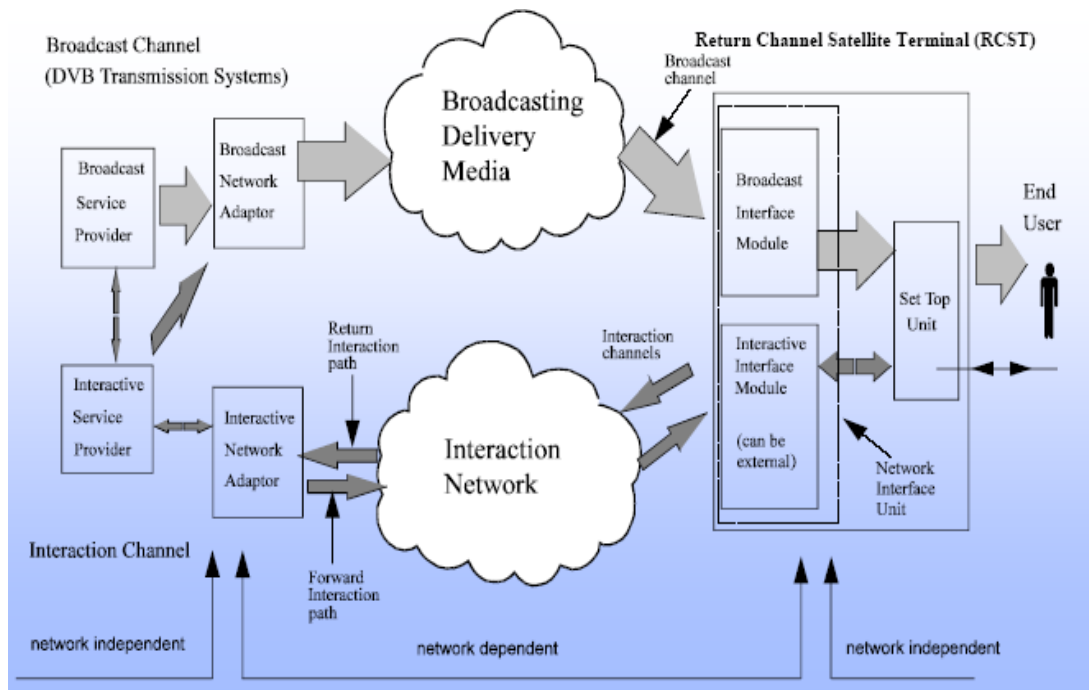 Broadcast Channel
(DVB Transmission Systems)
Return Channel Satellite Terminal (RCST)
Broadcast
channel
Broadcasting
Delivery
Media
Broadcast
Network
Adaptor
Broadcast
Service
Provider
Broadcast
Interface
Module
End
User
Set Top
Unit
Return
Interaction
path
Interaction
channels
Interactive
Interface
Module
(can be
external)
Interactive
Service
Provider
Interactive
Network
Adaptor
Interaction
Network
Network
Interface
Unit
Interaction Channel
Forward
Interaction
path
network independent
network dependent
network independent